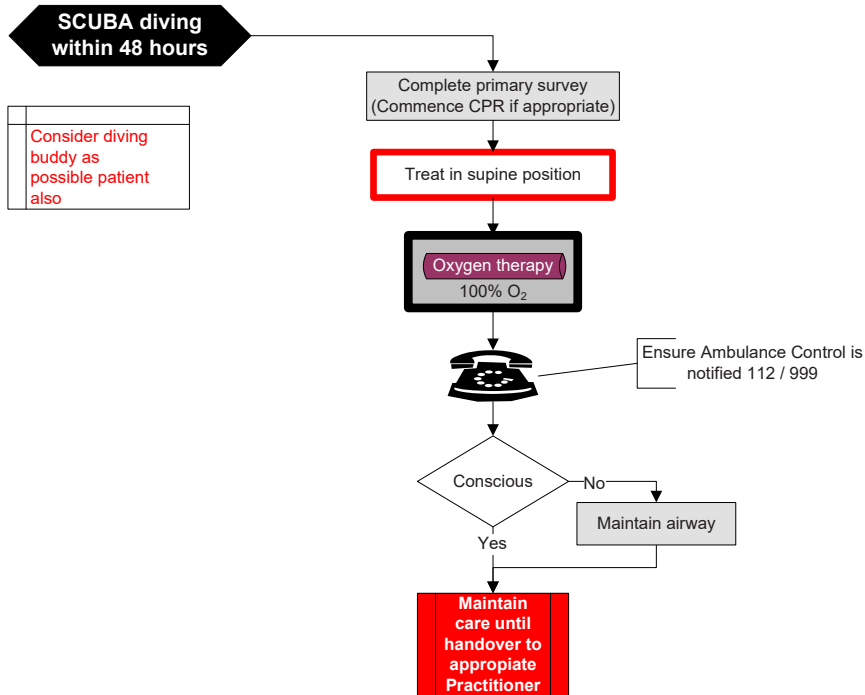 SCUBA diving
within 48 hours
Complete primary survey
(Commence CPR if appropriate)
Consider diving
buddy as
possible patient
also
Treat in supine position
Oxygen therapy
100% O₂
Ensure Ambulance Control is
notified 112 / 999
Conscious
No
Maintain airway
Yes
Maintain
care until
handover to
appropiate
Practitioner